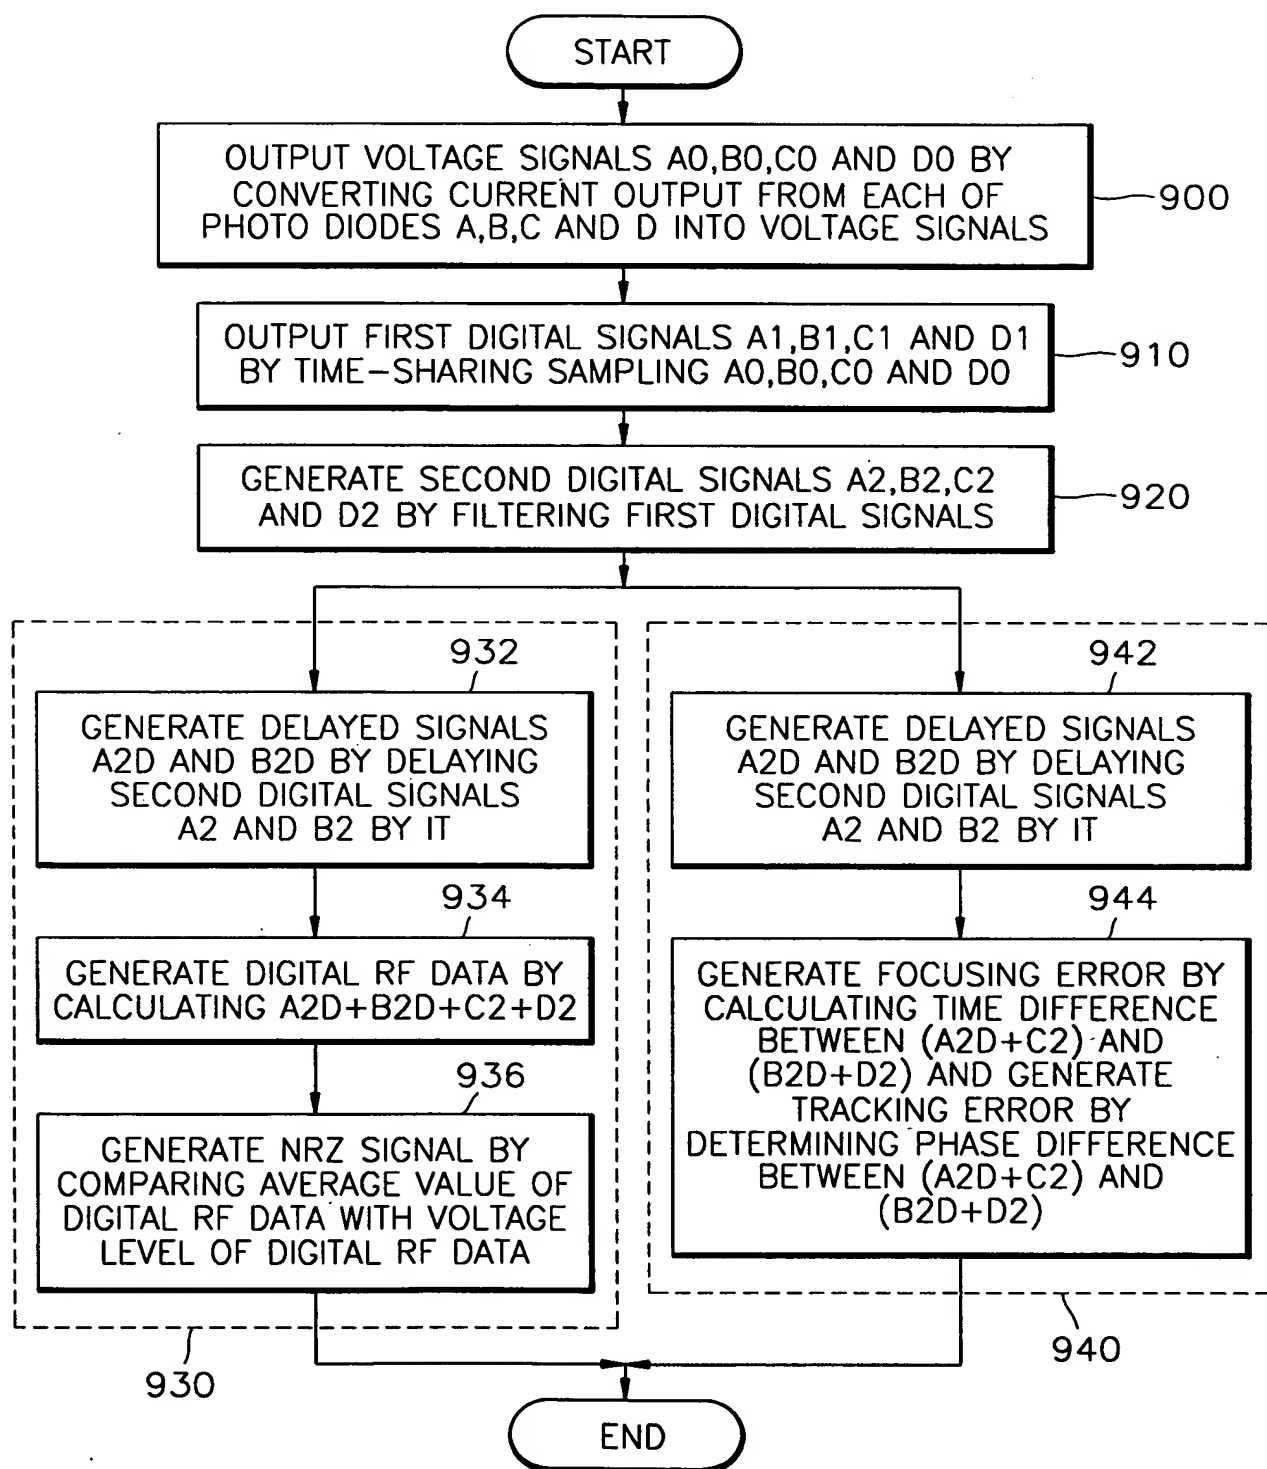 START
OUTPUT VOLTAGE SIGNALS A0,B0,C0 AND D0 BY
CONVERTING CURRENT OUTPUT FROM EACH OF
PHOTO DIODES A,B,C AND D INTO VOLTAGE SIGNALS
900
OUTPUT FIRST DIGITAL SIGNALS A1,B1,C1 AND D1
BY TIME-SHARING SAMPLING A0,B0,C0 AND D0
910
GENERATE SECOND DIGITAL SIGNALS A2,B2,C2
AND D2 BY FILTERING FIRST DIGITAL SIGNALS
920
932
GENERATE DELAYED SIGNALS
A2D AND B2D BY DELAYING
SECOND DIGITAL SIGNALS
A2 AND B2 BY IT
934
GENERATE DIGITAL RF DATA BY
CALCULATING A2D+B2D+C2+D2
936
GENERATE NRZ SIGNAL BY
COMPARING AVERAGE VALUE OF
DIGITAL RF DATA WITH VOLTAGE
LEVEL OF DIGITAL RF DATA
930
942
GENERATE DELAYED SIGNALS
A2D AND B2D BY DELAYING
SECOND DIGITAL SIGNALS
A2 AND B2 BY IT
944
GENERATE FOCUSING ERROR BY
CALCULATING TIME DIFFERENCE
BETWEEN (A2D+C2) AND
(B2D+D2) AND GENERATE
TRACKING ERROR BY
DETERMINING PHASE DIFFERENCE
BETWEEN (A2D+C2) AND
(B2D+D2)
940
END